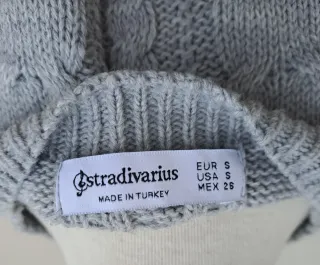 stradivarius
MADE IN TURKEY
EUR S
USA S
MEX 26